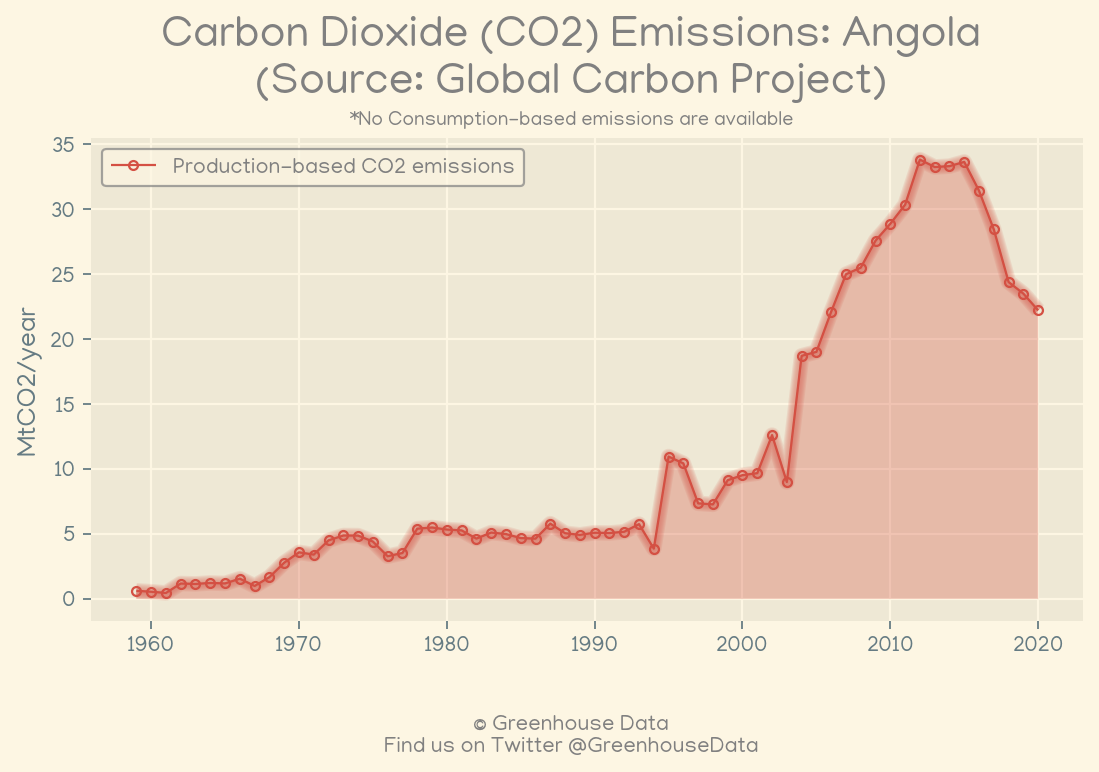 Carbon Dioxide (CO2) Emissions: Angola
(Source: Global Carbon Project)
*No Consumption-based emissions are available
Production-based CO2 emissions
MtCO2/year
35
30
25
20
15
10
5
0
1960 1970 1980 1990 2000 2010 2020
© Greenhouse Data
Find us on Twitter @GreenhouseData